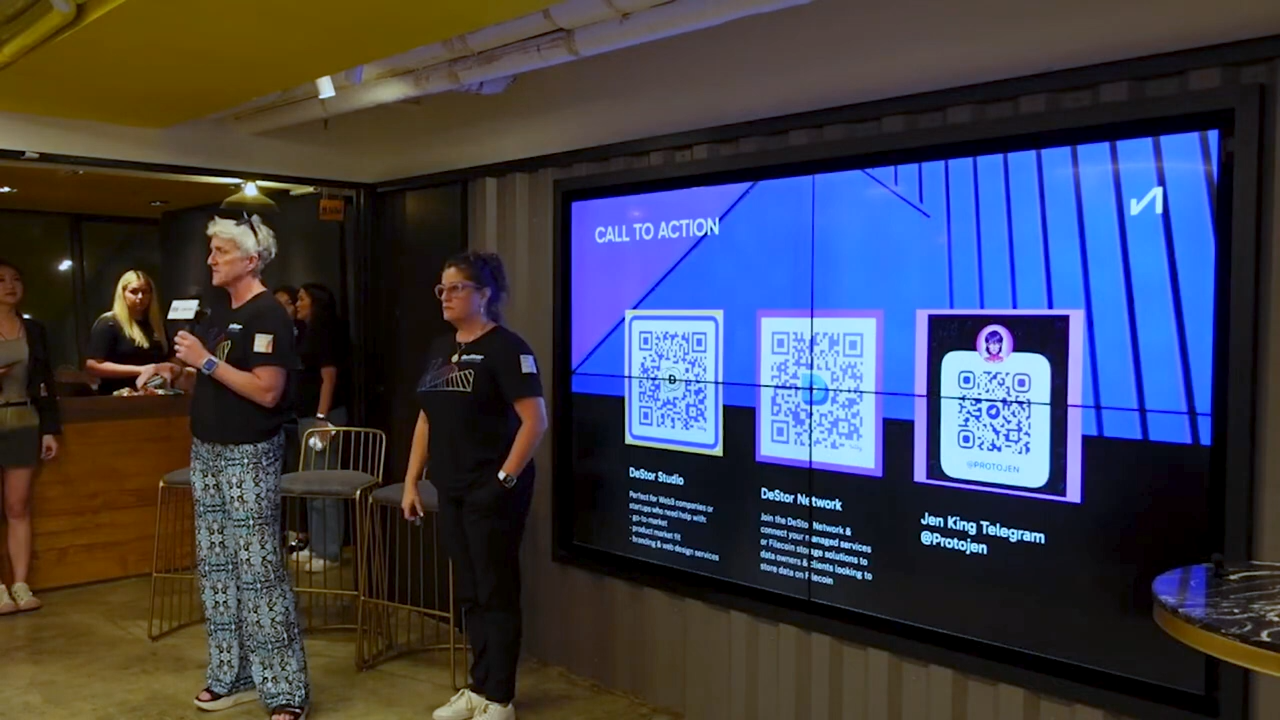 CALL TO ACTION
D
@PROTOJEN
DeStor Studio
Perfect for Web3 companies or
startups who need help with:
- go-to-market
- product market fit
- branding & web design services
DeStor Network
Join the DeStor Network &
connect your managed services
or Filecoin storage solutions to
data owners & clients looking to
store data on Filecoin
Jen King Telegram
@Protojen